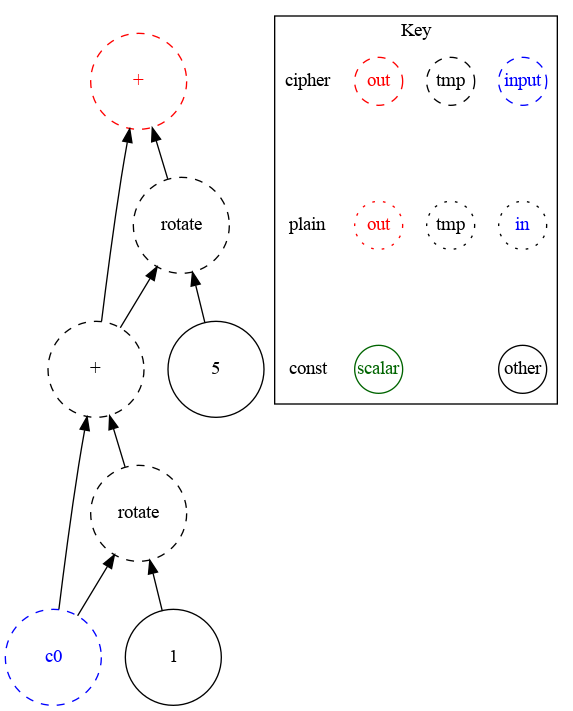 +
rotate
+
5
rotate
c0
1
Key
cipher out tmp input
plain out tmp in
const scalar other